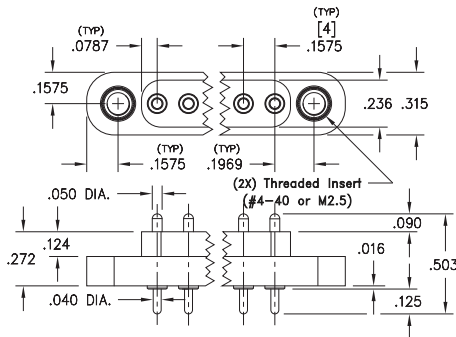 (TYP)
.0787
(TYP)
[4]
.1575
.1575
.236 .315
(TYP)
.1575
(TYP)
.1969
(2X) Threaded Insert
(#4-40 or M2.5)
.050 DIA.
.090
.124
.272
.016
.503
.040 DIA.
.125